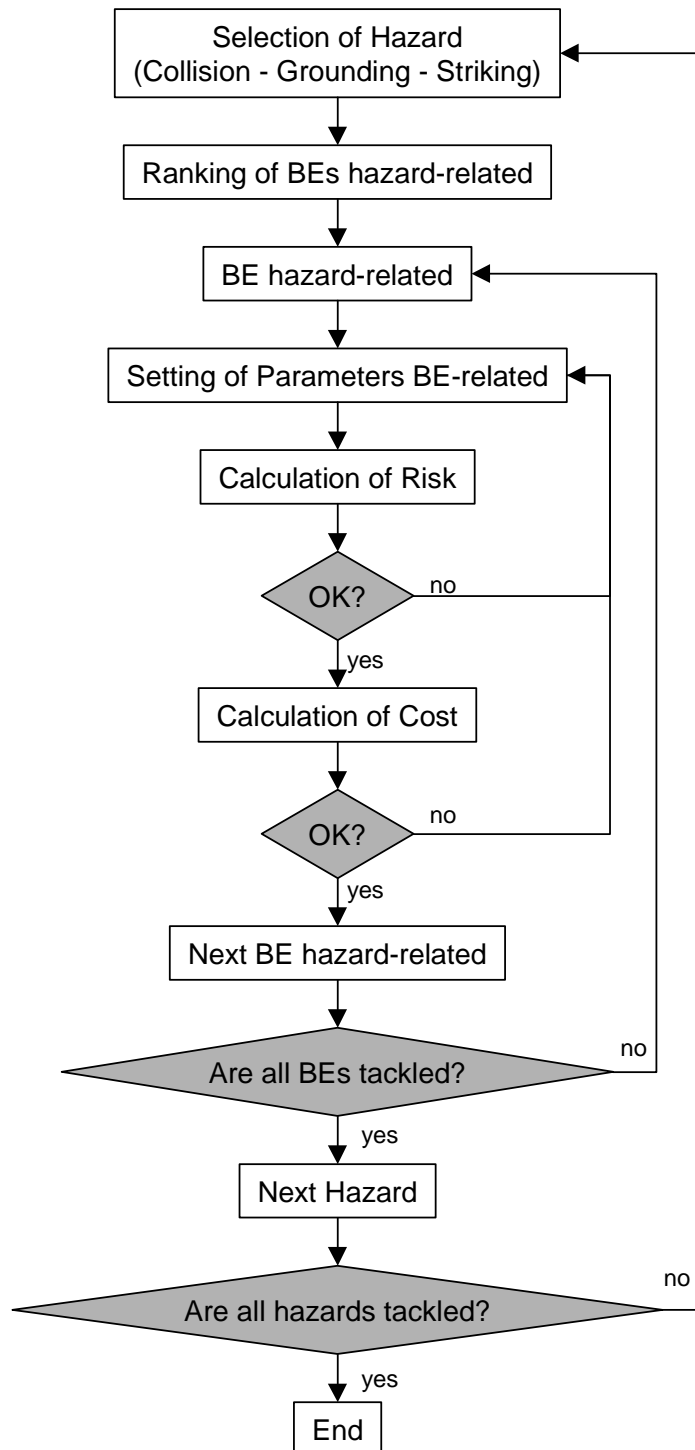 Selection of Hazard
(Collision - Grounding - Striking)
Ranking of BEs hazard-related
BE hazard-related
Setting of Parameters BE-related
Calculation of Risk
OK?
no
yes
Calculation of Cost
OK?
no
yes
Next BE hazard-related
Are all BEs tackled?
no
yes
Next Hazard
Are all hazards tackled?
no
yes
End